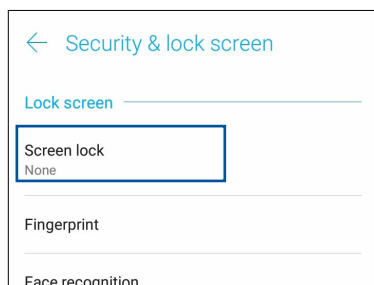 Security & lock screen
Lock screen
Screen lock
None
Fingerprint
Face recognition